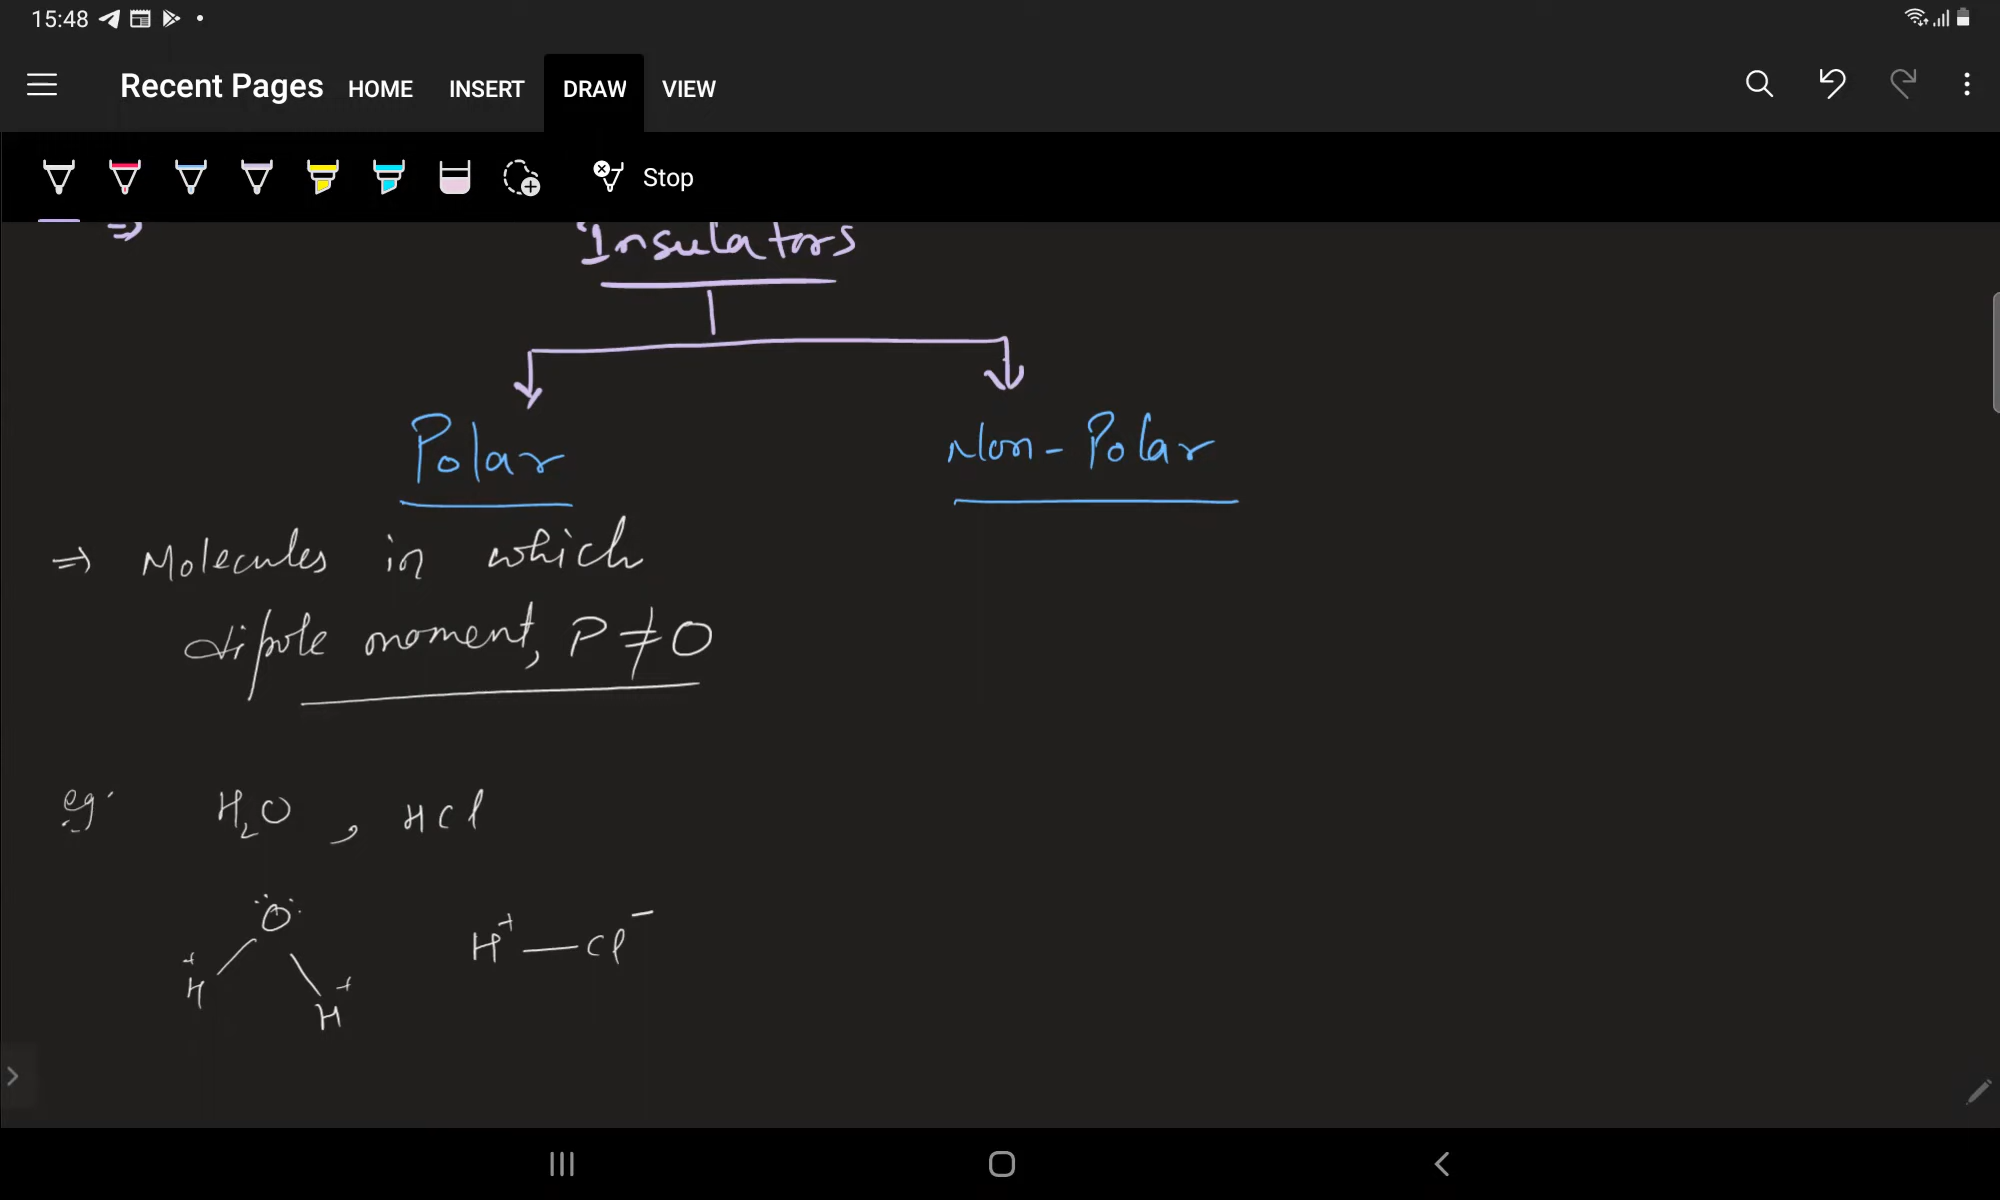 15:48
Recent Pages HOME INSERT DRAW VIEW
Stop
⇒ Insulators
Polar Non-Polar
⇒ Molecules in which
dipole moment, P ≠ 0
eg: H₂O, HCl
O
H⁺ H⁺
H⁺—Cl⁻